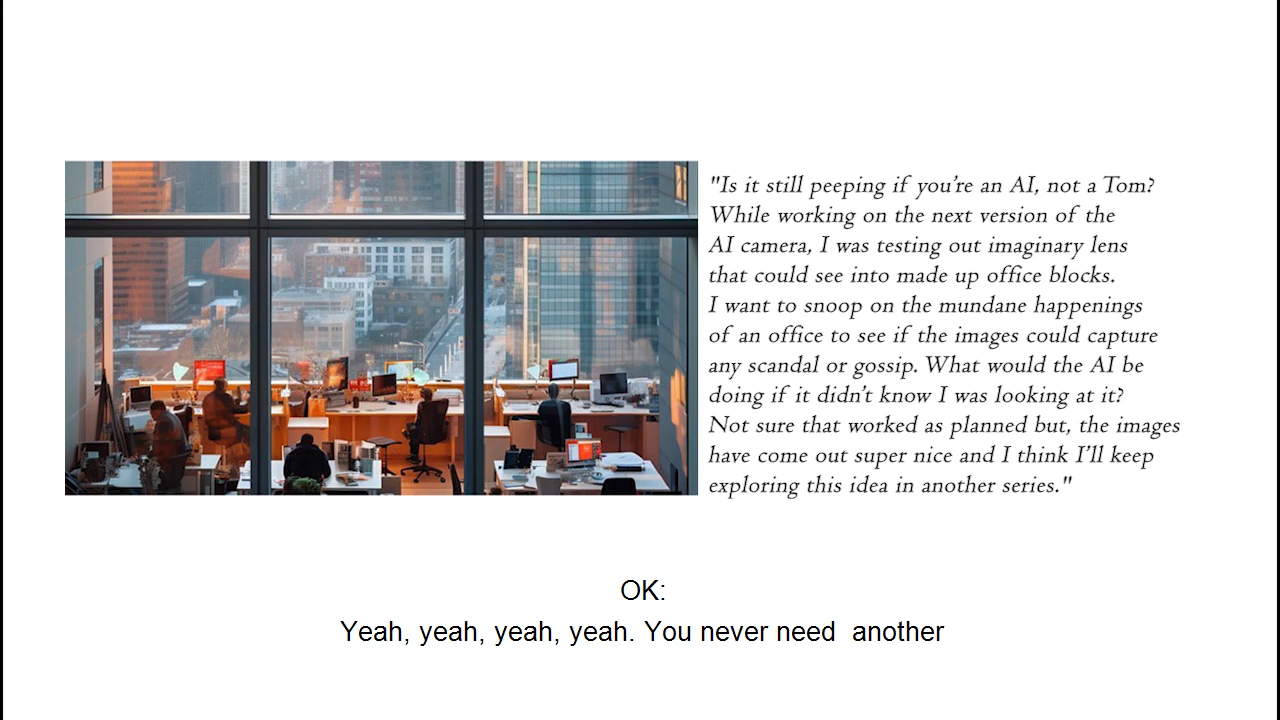 "Is it still peeping if you're an AI, not a Tom?
While working on the next version of the
AI camera, I was testing out imaginary lens
that could see into made up office blocks.
I want to snoop on the mundane happenings
of an office to see if the images could capture
any scandal or gossip. What would the AI be
doing if it didn't know I was looking at it?
Not sure that worked as planned but, the images
have come out super nice and I think I'll keep
exploring this idea in another series."
OK:
Yeah, yeah, yeah, yeah. You never need  another